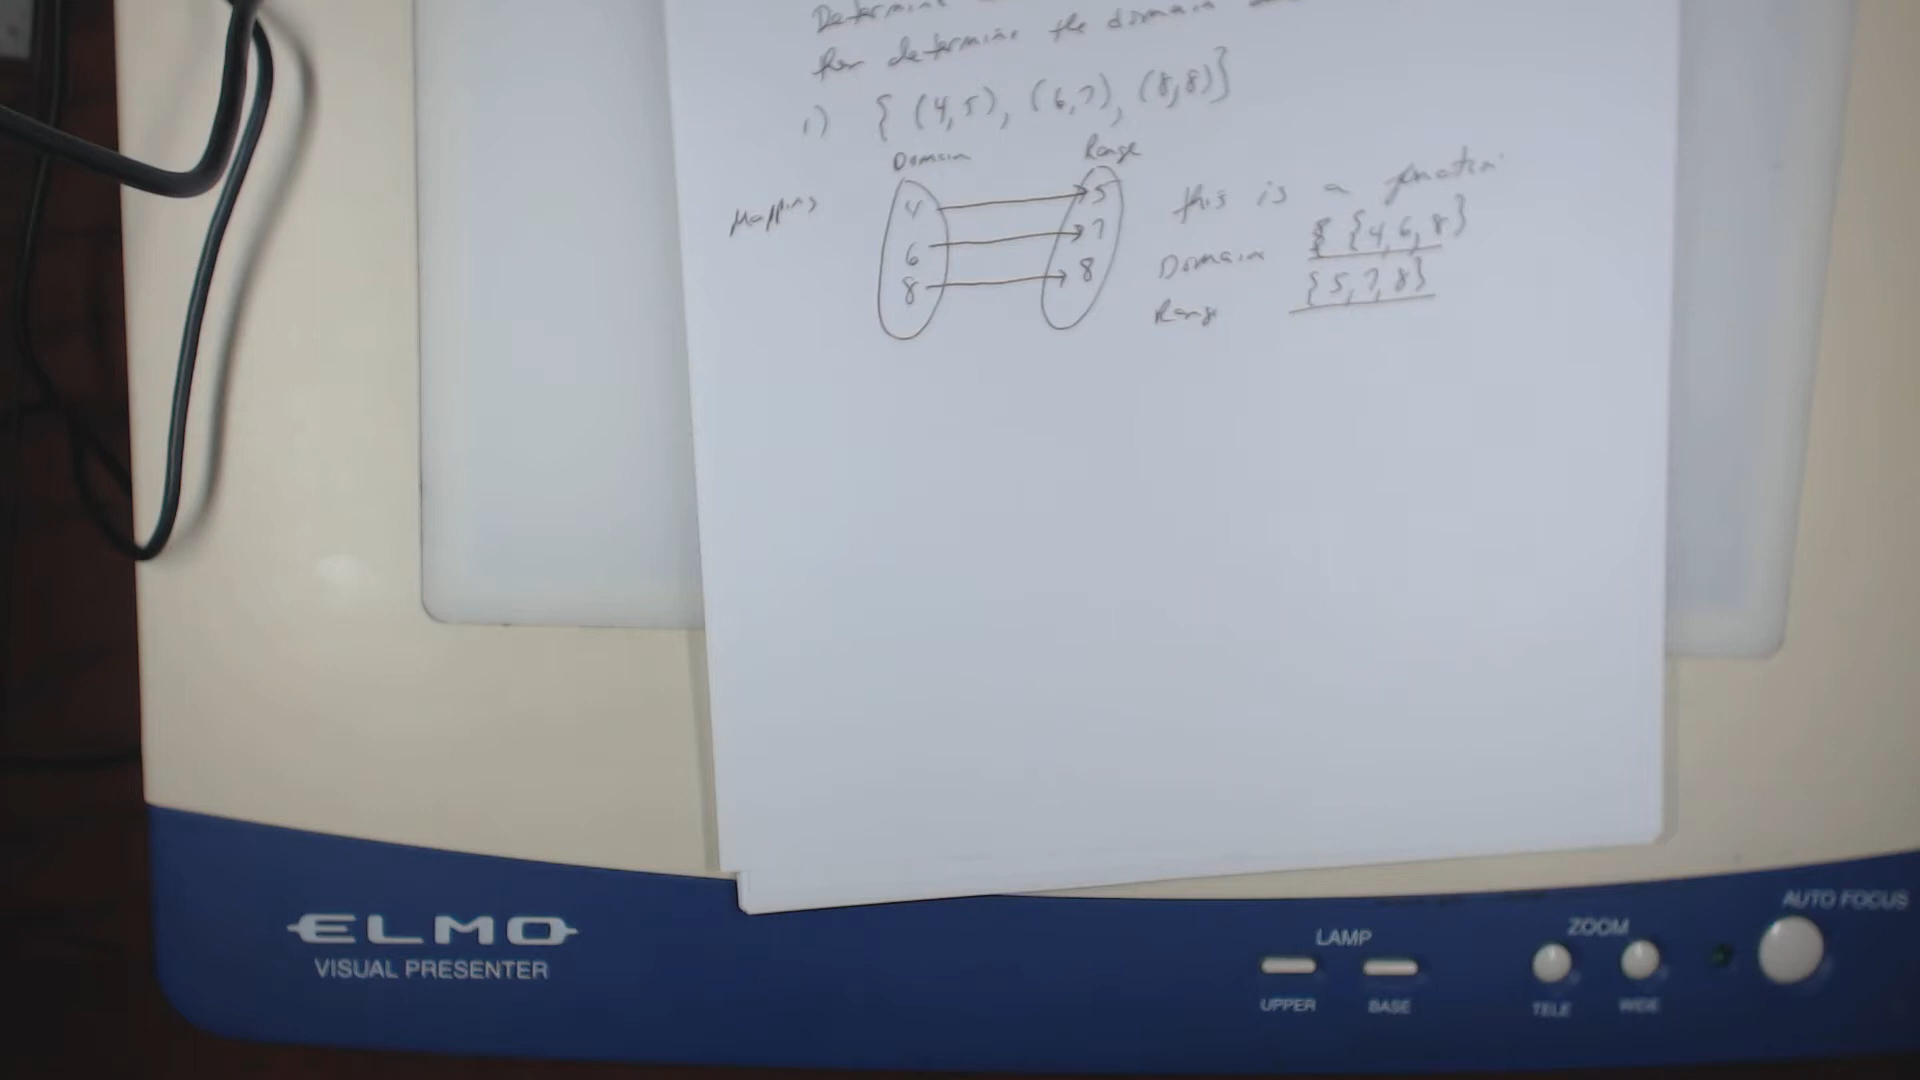 Determine
for determine the domain
1) { (4,5), (6,7), (8,8)}
Domain Range
Mapping
4 5
6 7
8 8
this is a function
Domain {4,6,8}
Range {5,7,8}
ELMO
VISUAL PRESENTER
LAMP
UPPER BASE
ZOOM
TELE WIDE
AUTO FOCUS